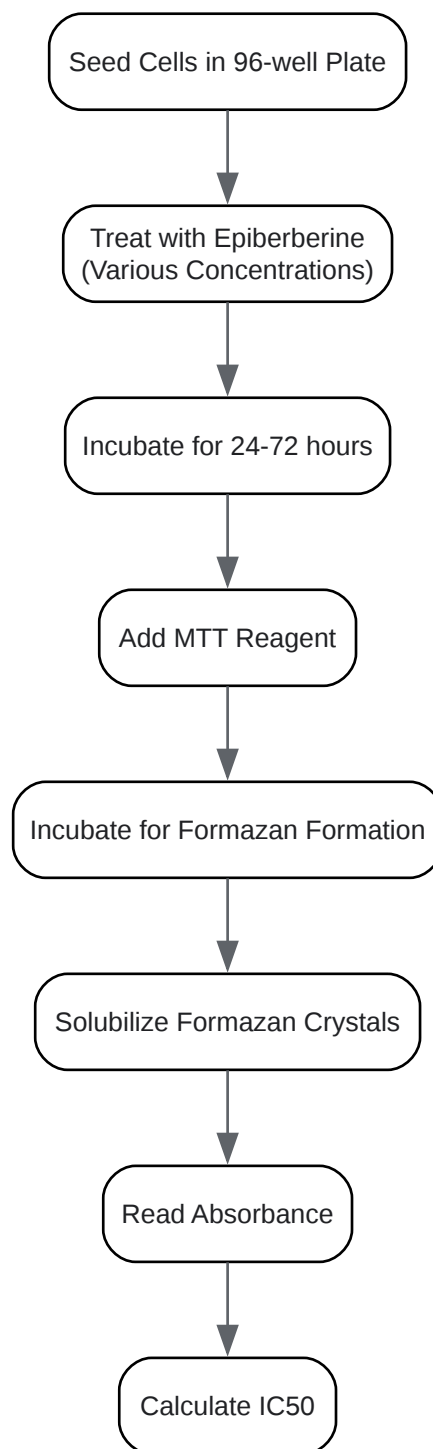 Seed Cells in 96-well Plate
Treat with Epiberberine
(Various Concentrations)
Incubate for 24-72 hours
Add MTT Reagent
Incubate for Formazan Formation
Solubilize Formazan Crystals
Read Absorbance
Calculate IC50